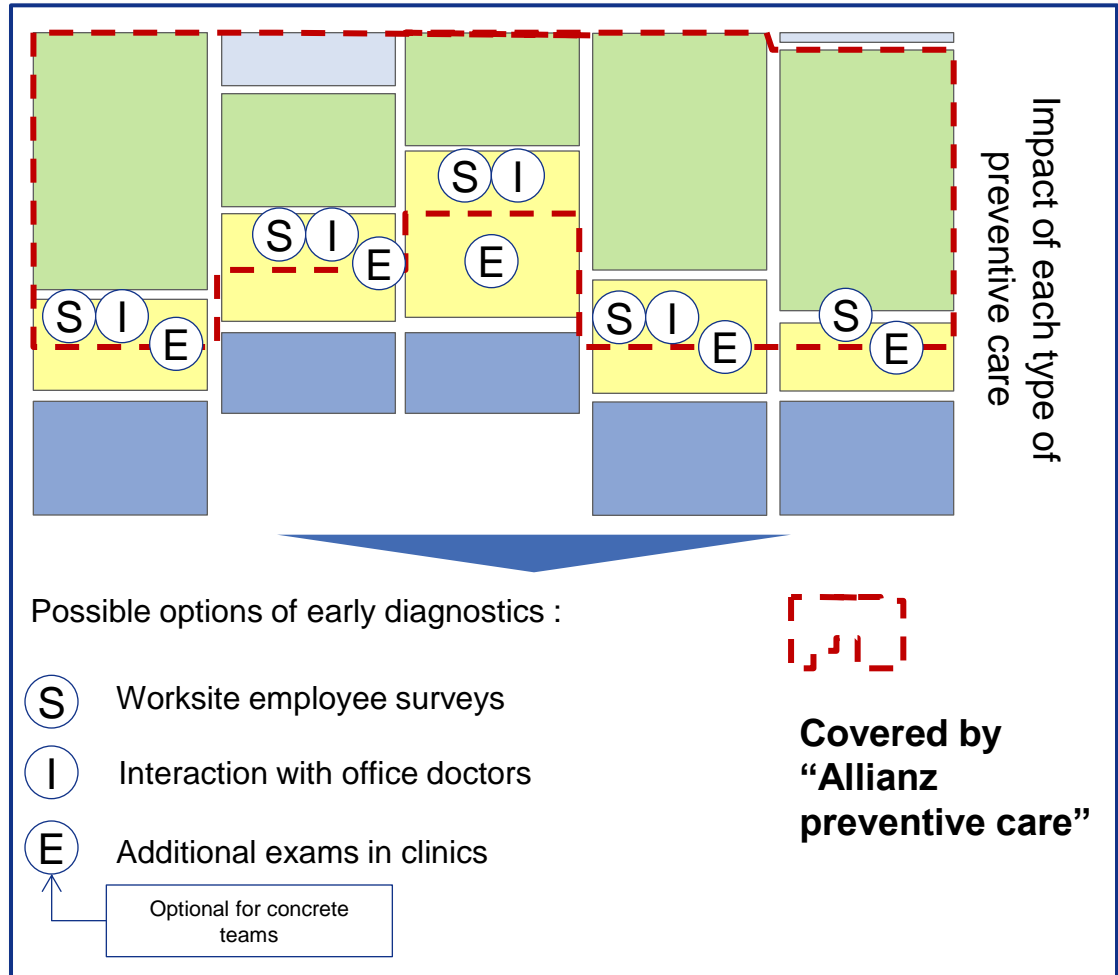 S I E
S I E
S I
E
S I E
S E
Impact of each type of
preventive care
Possible options of early diagnostics :
S Worksite employee surveys
I Interaction with office doctors
E Additional exams in clinics
Optional for concrete
teams
Covered by
“Allianz
preventive care”